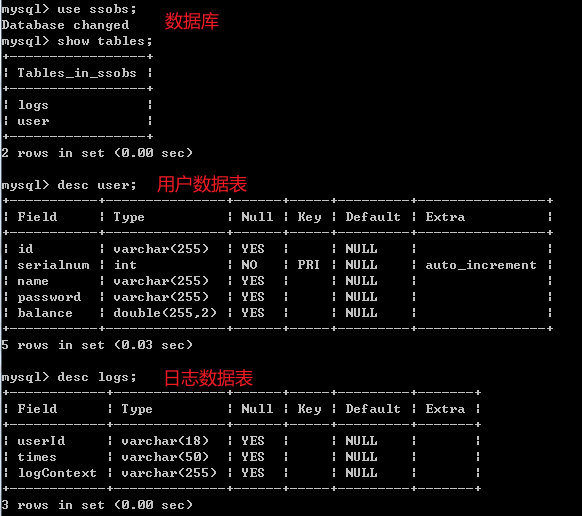 mysql> use ssobs;
Database changed
数据库
mysql> show tables;
+-----------------+
| Tables_in_ssobs |
+-----------------+
| logs            |
| user            |
+-----------------+
2 rows in set (0.00 sec)
mysql> desc user; 用户数据表
+-----------+---------------+------+-----+---------+----------------+
| Field     | Type          | Null | Key | Default | Extra          |
+-----------+---------------+------+-----+---------+----------------+
| id        | varchar(255)  | YES  |     | NULL    |                |
| serialnum | int           | NO   | PRI | NULL    | auto_increment |
| name      | varchar(255)  | YES  |     | NULL    |                |
| password  | varchar(255)  | YES  |     | NULL    |                |
| balance   | double(255,2) | YES  |     | NULL    |                |
+-----------+---------------+------+-----+---------+----------------+
5 rows in set (0.03 sec)
mysql> desc logs; 日志数据表
+------------+--------------+------+-----+---------+-------+
| Field      | Type         | Null | Key | Default | Extra |
+------------+--------------+------+-----+---------+-------+
| userId     | varchar(18)  | YES  |     | NULL    |       |
| times      | varchar(50)  | YES  |     | NULL    |       |
| logContext | varchar(255) | YES  |     | NULL    |       |
+------------+--------------+------+-----+---------+-------+
3 rows in set (0.00 sec)